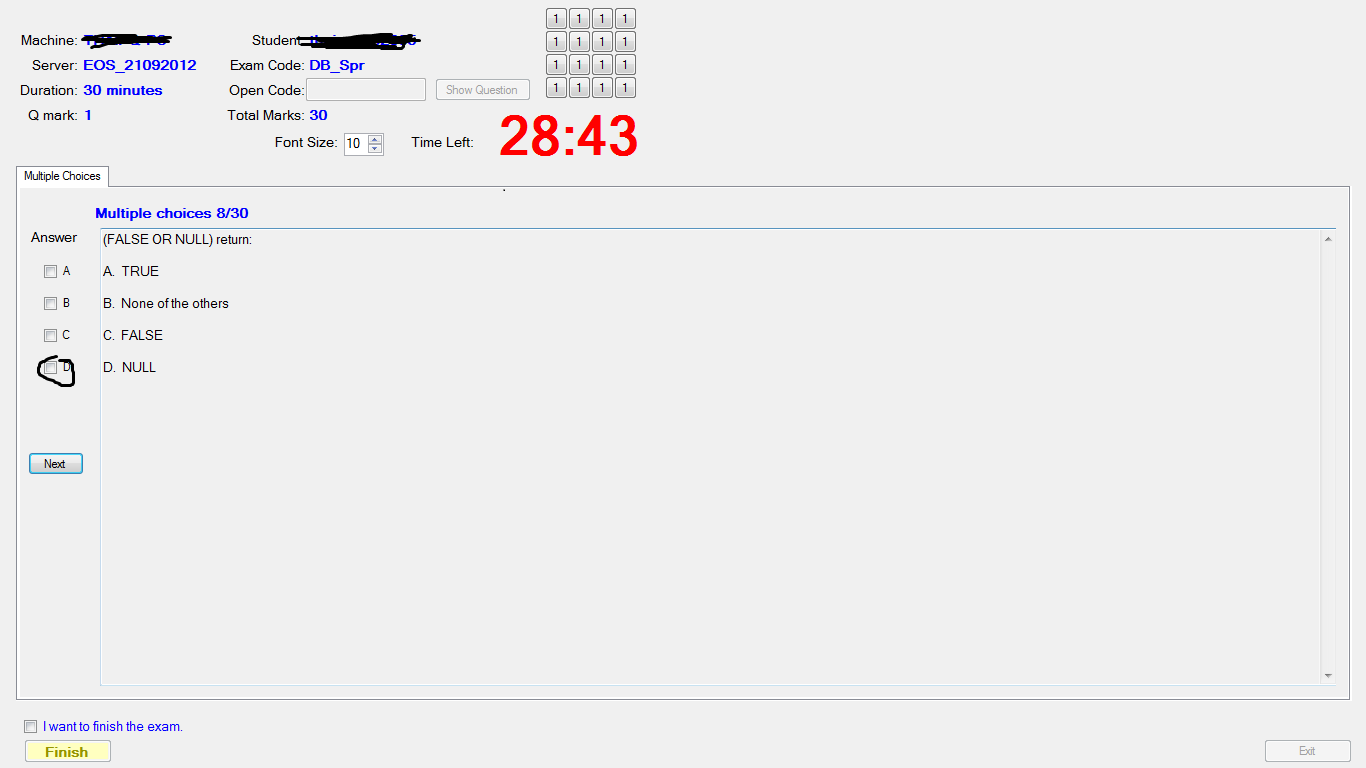 1 1 1 1
Machine: Student:
1 1 1 1
Server: EOS_21092012 Exam Code: DB_Spr
1 1 1 1
Duration: 30 minutes Open Code: Show Question
1 1 1 1
Q mark: 1 Total Marks: 30
Font Size: 10 Time Left: 28:43
Multiple Choices
Multiple choices 8/30
Answer
(FALSE OR NULL) return:
A A. TRUE
B B. None of the others
C C. FALSE
D D. NULL
Next
I want to finish the exam.
Finish Exit